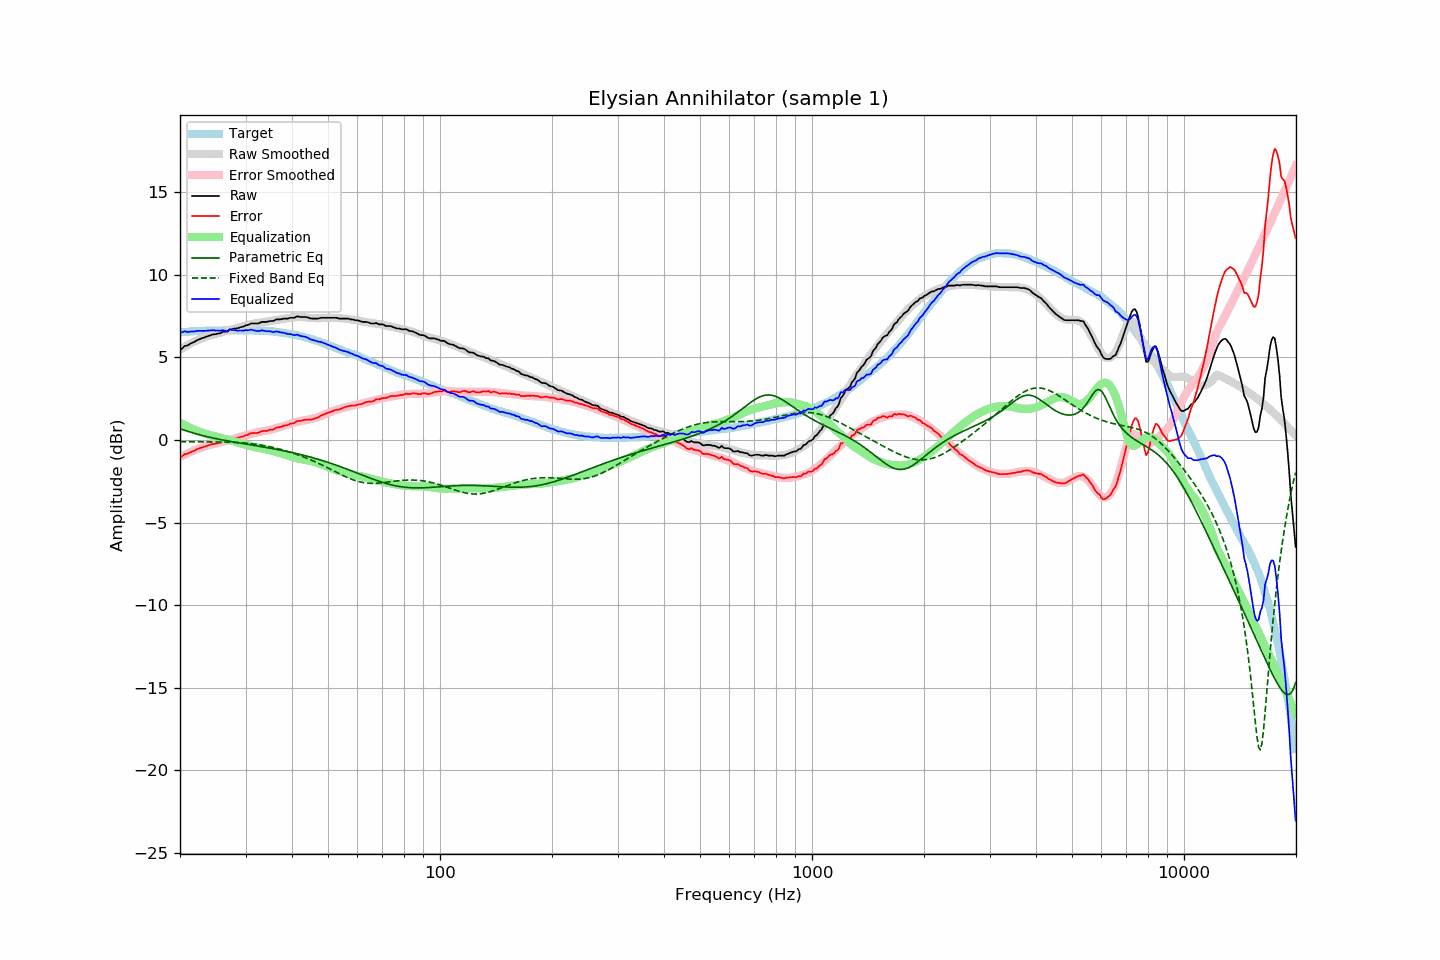 Elysian Annihilator (sample 1)
Target
Raw Smoothed
Error Smoothed
Raw
Error
Equalization
Parametric Eq
Fixed Band Eq
Equalized
15
10
5
0
−5
−10
−15
−20
−25
Amplitude (dBr)
100
1000
10000
Frequency (Hz)